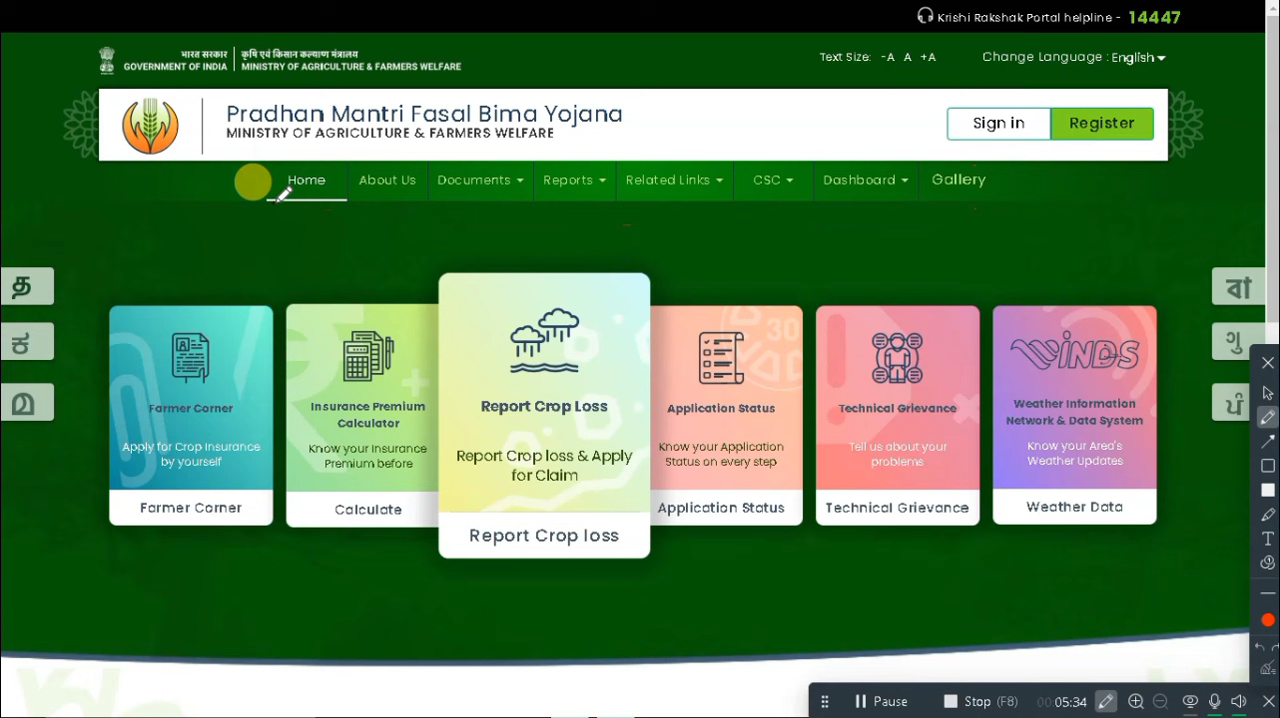 Krishi Rakshak Portal helpline - 14447
भारत सरकार
GOVERNMENT OF INDIA
कृषि एवं किसान कल्याण मंत्रालय
MINISTRY OF AGRICULTURE & FARMERS WELFARE
Text Size: -A A +A
Change Language : English
Pradhan Mantri Fasal Bima Yojana
MINISTRY OF AGRICULTURE & FARMERS WELFARE
Sign in
Register
Home About Us Documents Reports Related Links CSC Dashboard Gallery
த
ಕ
മ
বা
ગુ
ਪੰ
Farmer Corner
Apply for Crop Insurance
by yourself
Farmer Corner
Insurance Premium
Calculator
Know your Insurance
Premium before
Calculate
Report Crop Loss
Report Crop loss & Apply
for Claim
Report Crop loss
30
Application Status
Know your Application
Status on every step
Application Status
Technical Grievance
Tell us about your
problems
Technical Grievance
WINDS
Weather Information
Network & Data System
Know your Area's
Weather Updates
Weather Data
T
Pause
Stop (F8)
00:05:34